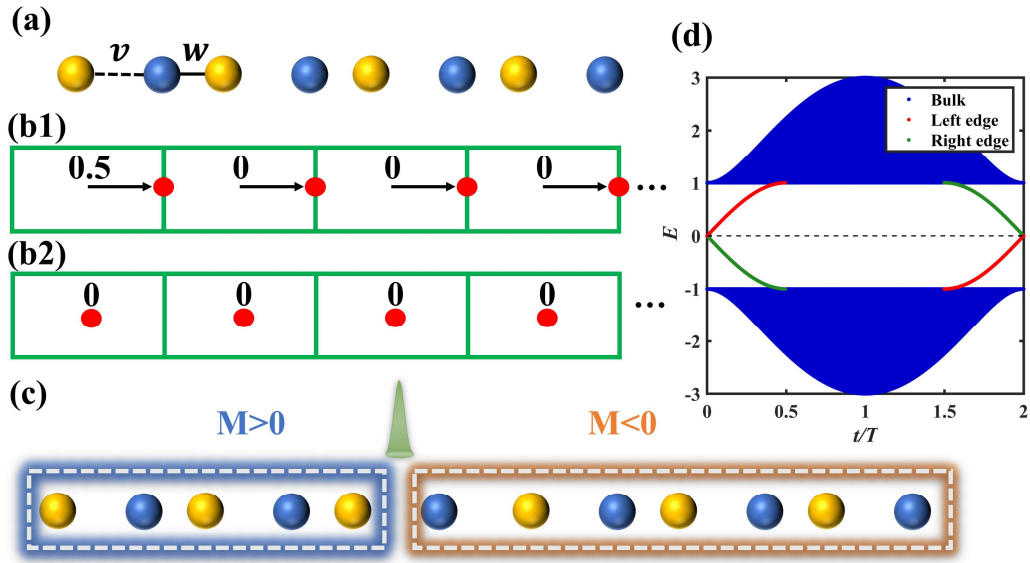 (a)
v w
(b1)
0.5 0 0 0
...
(b2)
0 0 0 0
...
(c)
M>0 M<0
(d)
3
2
1
0
-1
-2
-3
E
Bulk
Left edge
Right edge
0 0.5 1 1.5 2
t/T